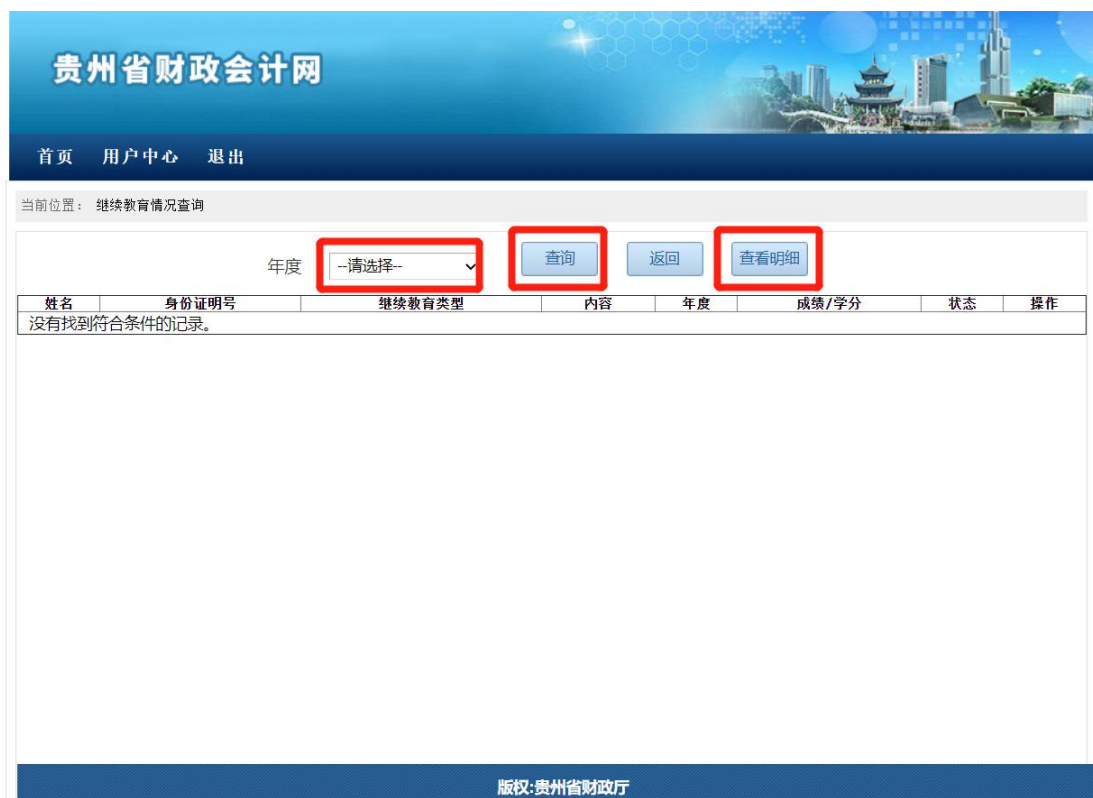 贵州省财政会计网
首页 用户中心 退出
当前位置： 继续教育情况查询
年度 --请选择-- 查询 返回 查看明细
姓名 身份证明号 继续教育类型 内容 年度 成绩/学分 状态 操作
没有找到符合条件的记录。
版权:贵州省财政厅